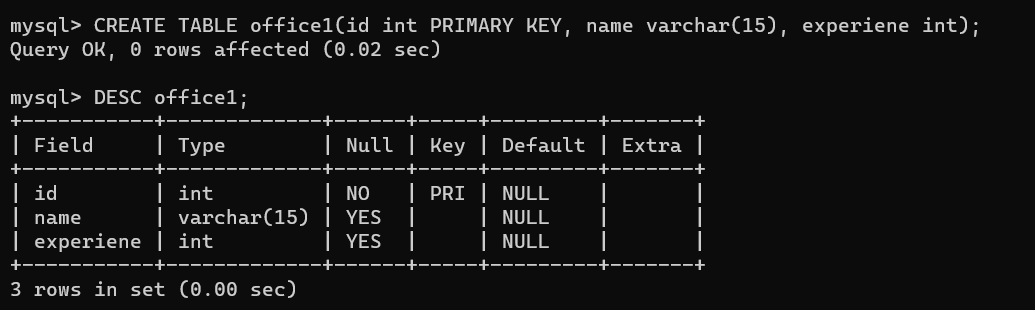 mysql> CREATE TABLE office1(id int PRIMARY KEY, name varchar(15), experiene int);
Query OK, 0 rows affected (0.02 sec)

mysql> DESC office1;
+-----------+-------------+------+-----+---------+-------+
| Field     | Type        | Null | Key | Default | Extra |
+-----------+-------------+------+-----+---------+-------+
| id        | int         | NO   | PRI | NULL    |       |
| name      | varchar(15) | YES  |     | NULL    |       |
| experiene | int         | YES  |     | NULL    |       |
+-----------+-------------+------+-----+---------+-------+
3 rows in set (0.00 sec)